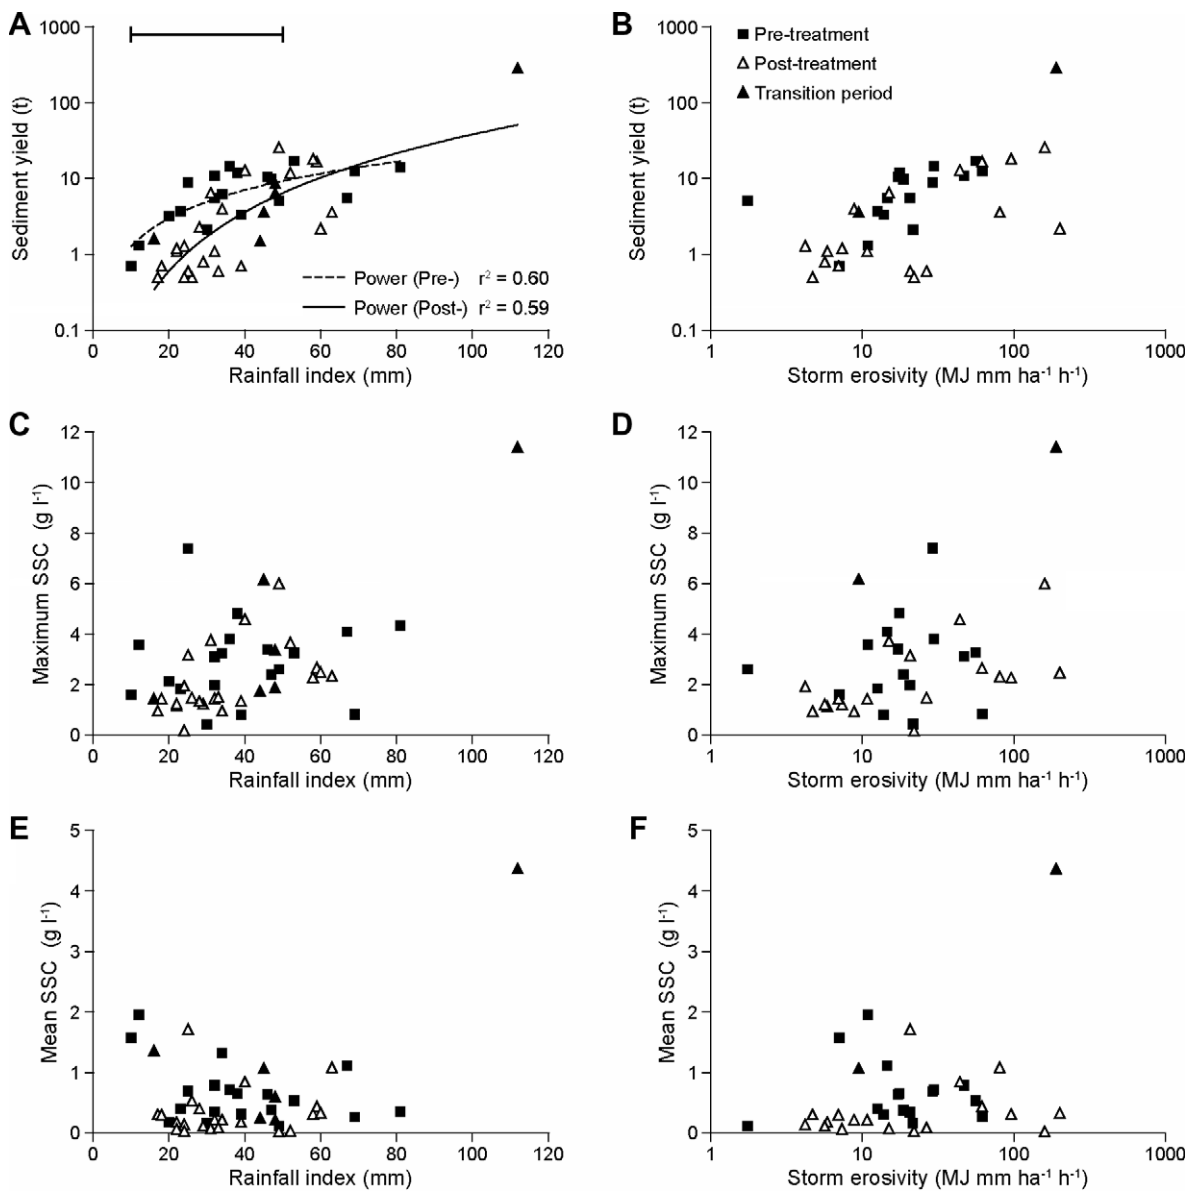 A
Sediment yield (t)
1000
100
10
1
0.1
Power (Pre-) r² = 0.60
Power (Post-) r² = 0.59
0 20 40 60 80 100 120
Rainfall index (mm)
B
Sediment yield (t)
1000
100
10
1
0.1
Pre-treatment
Post-treatment
Transition period
1 10 100 1000
Storm erosivity (MJ mm ha⁻¹ h⁻¹)
C
Maximum SSC (g l⁻¹)
12
10
8
6
4
2
0
0 20 40 60 80 100 120
Rainfall index (mm)
D
Maximum SSC (g l⁻¹)
12
10
8
6
4
2
0
1 10 100 1000
Storm erosivity (MJ mm ha⁻¹ h⁻¹)
E
Mean SSC (g l⁻¹)
5
4
3
2
1
0
0 20 40 60 80 100 120
Rainfall index (mm)
F
Mean SSC (g l⁻¹)
5
4
3
2
1
0
1 10 100 1000
Storm erosivity (MJ mm ha⁻¹ h⁻¹)